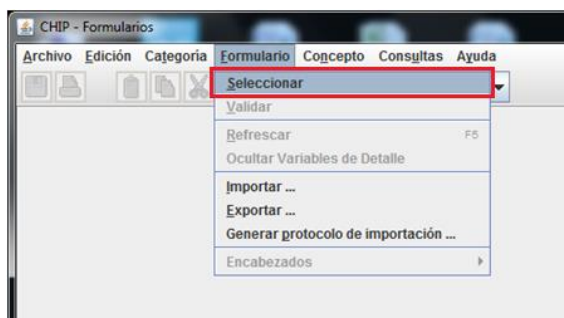 CHIP - Formularios
Archivo Edición Categoria Formulario Concepto Consultas Ayuda
Seleccionar
Validar
Refrescar F5
Ocultar Variables de Detalle
Importar ...
Exportar ...
Generar protocolo de importación ...
Encabezados